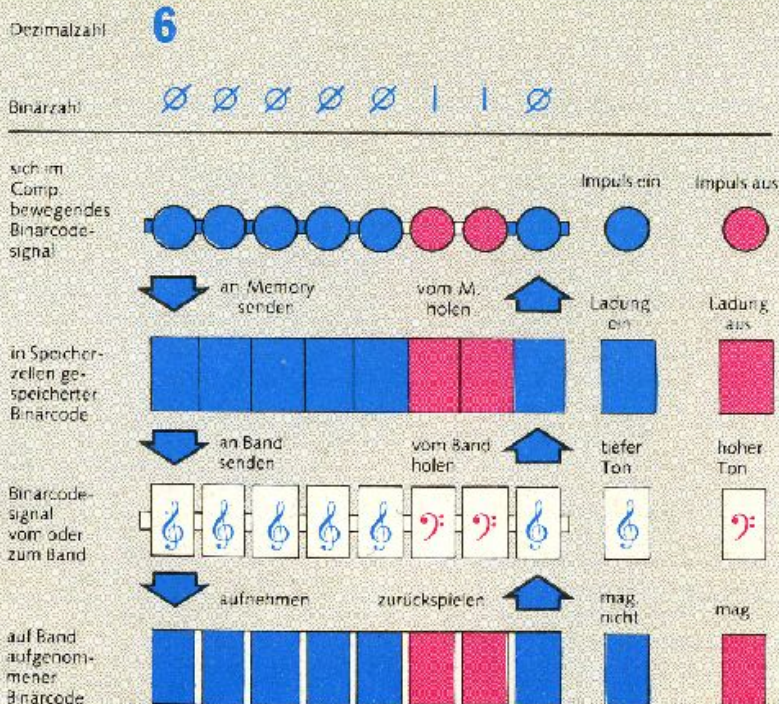 Dezimalzahl 6
Binärzahl Ø Ø Ø Ø Ø | | Ø
sich im
Comp.
bewegendes
Binärcode-
signal
Impuls ein
Impuls aus
an Memory
senden
vom M.
holen
Ladung
ein
Ladung
aus
in Speicher-
zellen ge-
speicherter
Binärcode
an Band
senden
vom Band
holen
tiefer
Ton
hoher
Ton
Binärcode-
signal
vom oder
zum Band
aufnehmen
zurückspielen
mag.
nicht
mag.
auf Band
aufgenom-
mener
Binärcode